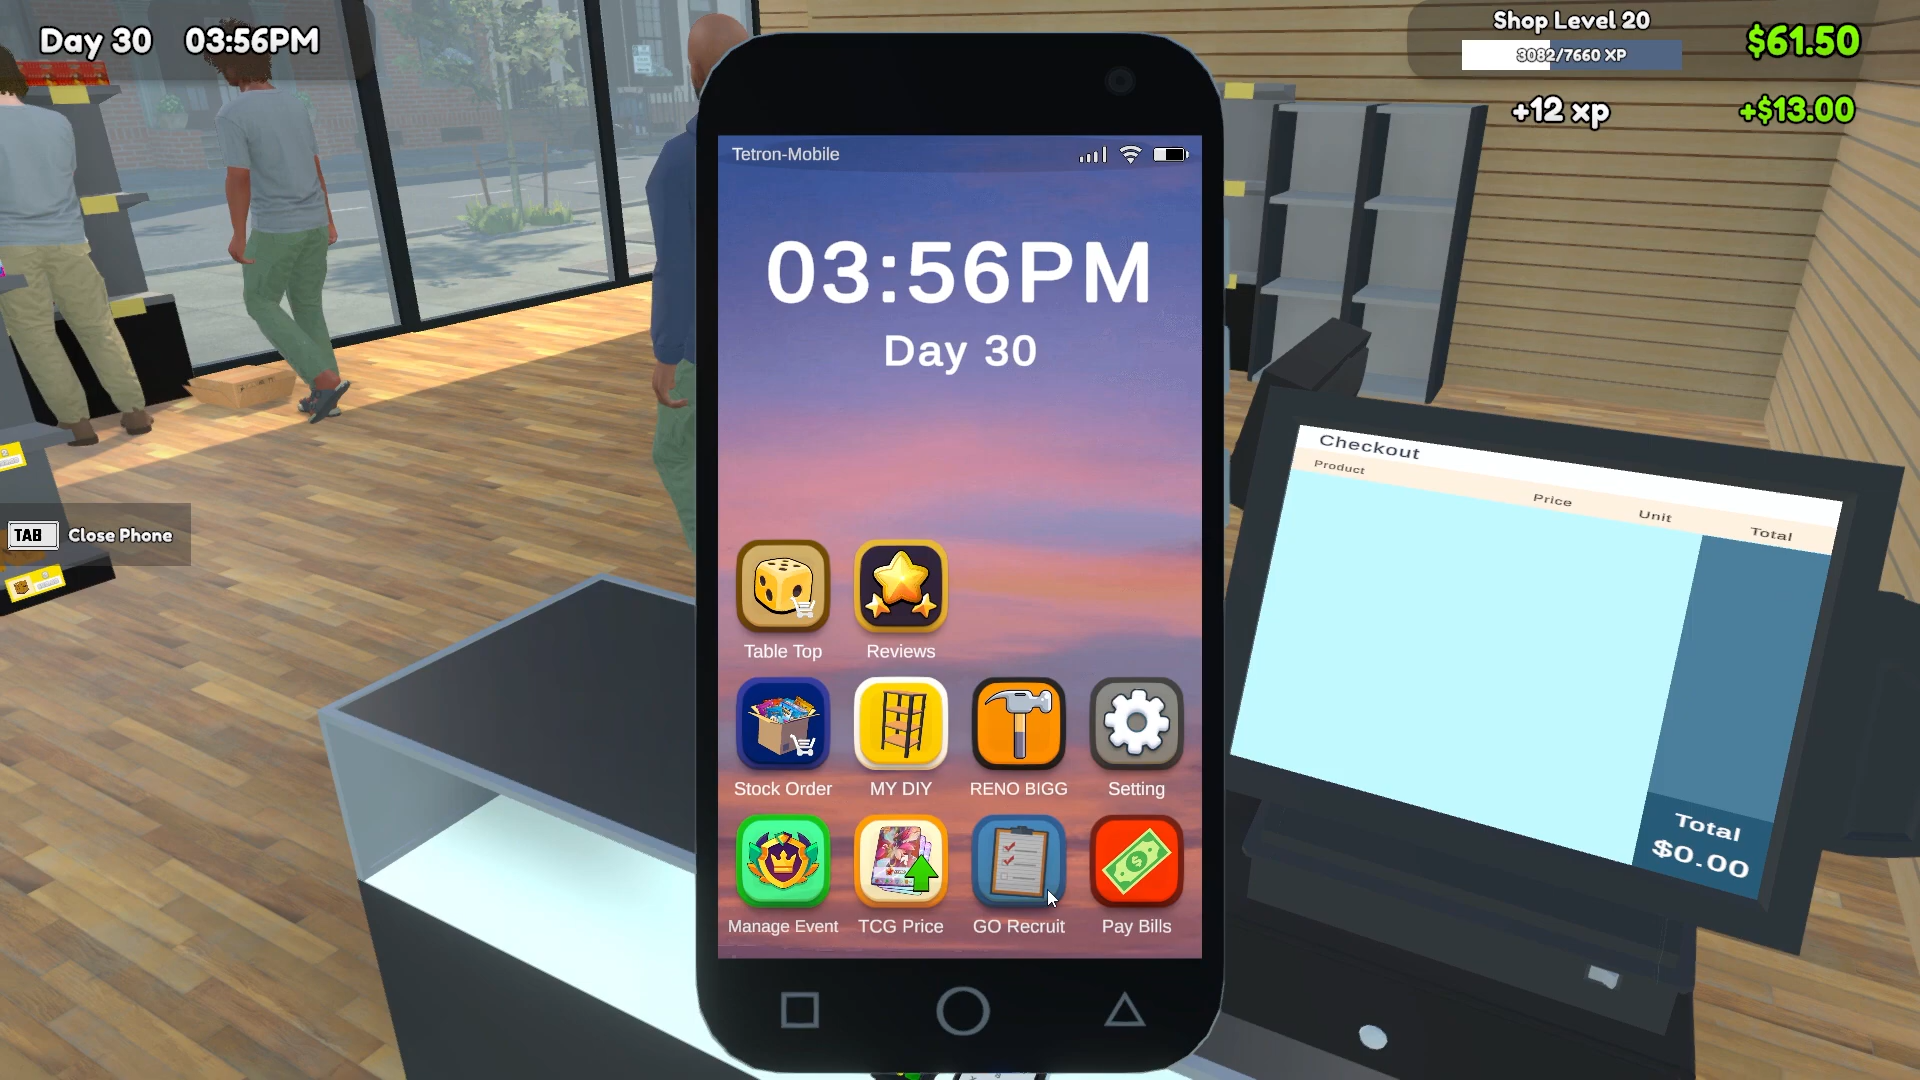 Day 30 03:56PM
Shop Level 20
3082/7660 XP
$61.50
+12 xp
+$13.00
Tetron-Mobile
03:56PM
Day 30
TAB Close Phone
Table Top
Reviews
Stock Order
MY DIY
RENO BIGG
Setting
Manage Event
TCG Price
GO Recruit
Pay Bills
Checkout
Product Price Unit Total
Total
$0.00